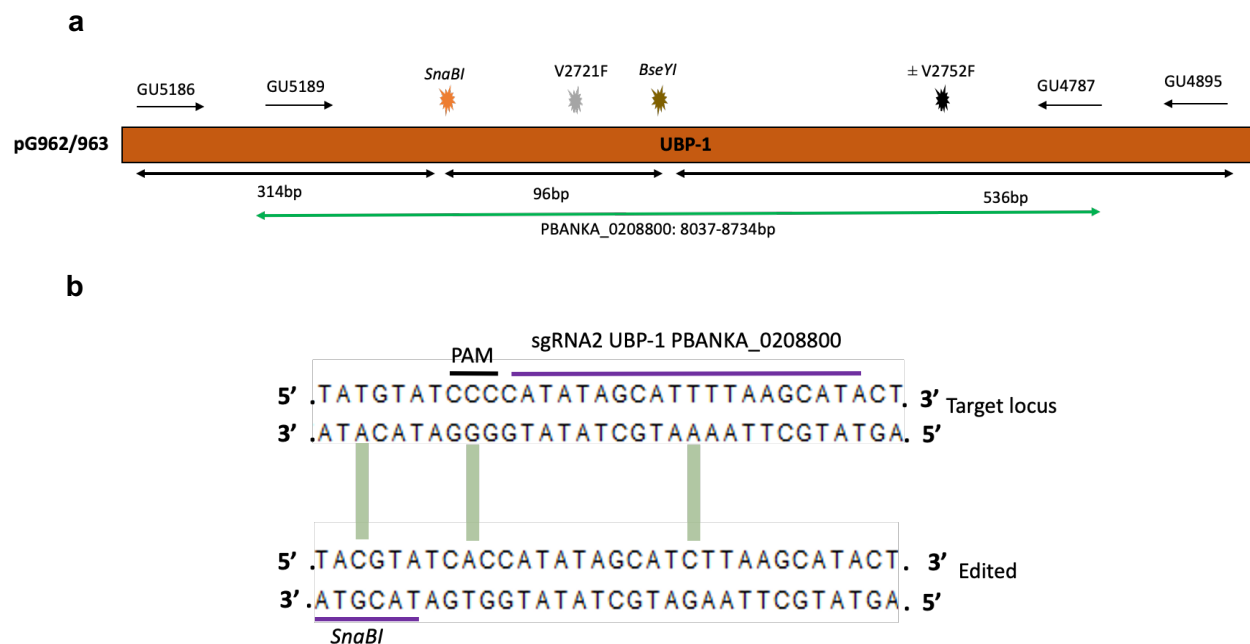 a
GU5186
GU5189
SnaBI
V2721F
BseYI
± V2752F
GU4787
GU4895
pG962/963
UBP-1
314bp
96bp
536bp
PBANKA_0208800: 8037-8734bp
b
sgRNA2 UBP-1 PBANKA_0208800
PAM
5’ .TATGTATCCCCATATAGCATTTTAAGCATACT. 3’ Target locus
3’ .ATACATAGGGGTATATCGTAAAATTCGTATGA. 5’
5’ .TACGTATCACCATATAGCATCTTAAGCATACT. 3’ Edited
3’ .ATGCATAGTGGTATATCGTAGAATTCGTATGA. 5’
SnaBI